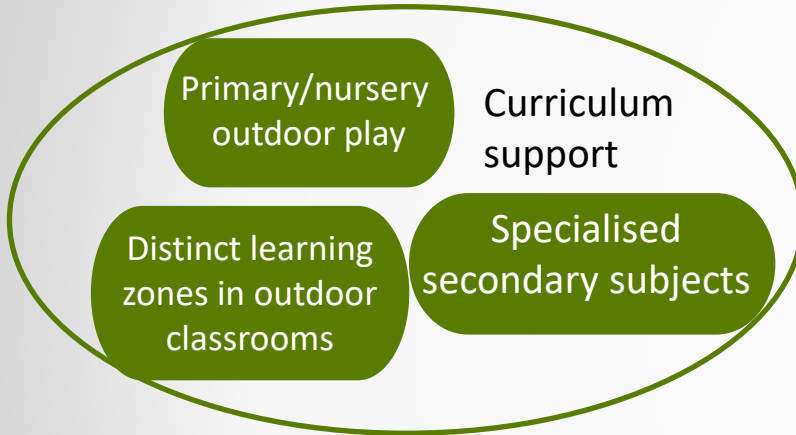 Primary/nursery
outdoor play
Curriculum
support
Distinct learning
zones in outdoor
classrooms
Specialised
secondary subjects